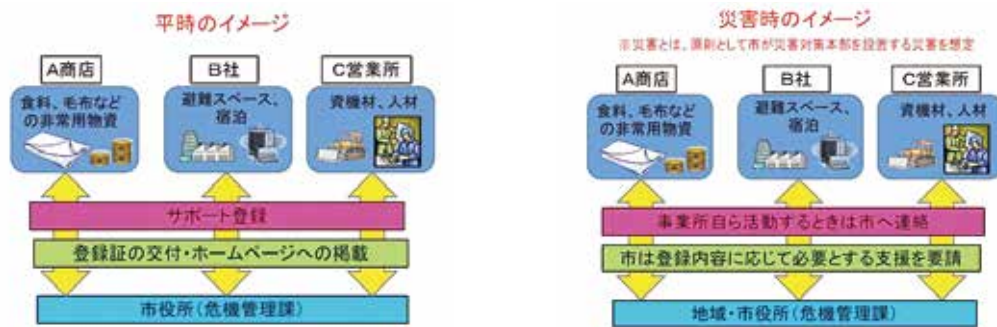 平時のイメージ
A商店
B社
C営業所
食料、毛布など
の非常用物資
避難スペース、
宿泊
資機材、人材
サポート登録
登録証の交付・ホームページへの掲載
市役所(危機管理課)
災害時のイメージ
※災害とは、原則として市が災害対策本部を設置する災害を想定
A商店
B社
C営業所
食料、毛布など
の非常用物資
避難スペース、
宿泊
資機材、人材
事業所自ら活動するときは市へ連絡
市は登録内容に応じて必要とする支援を要請
地域・市役所(危機管理課)